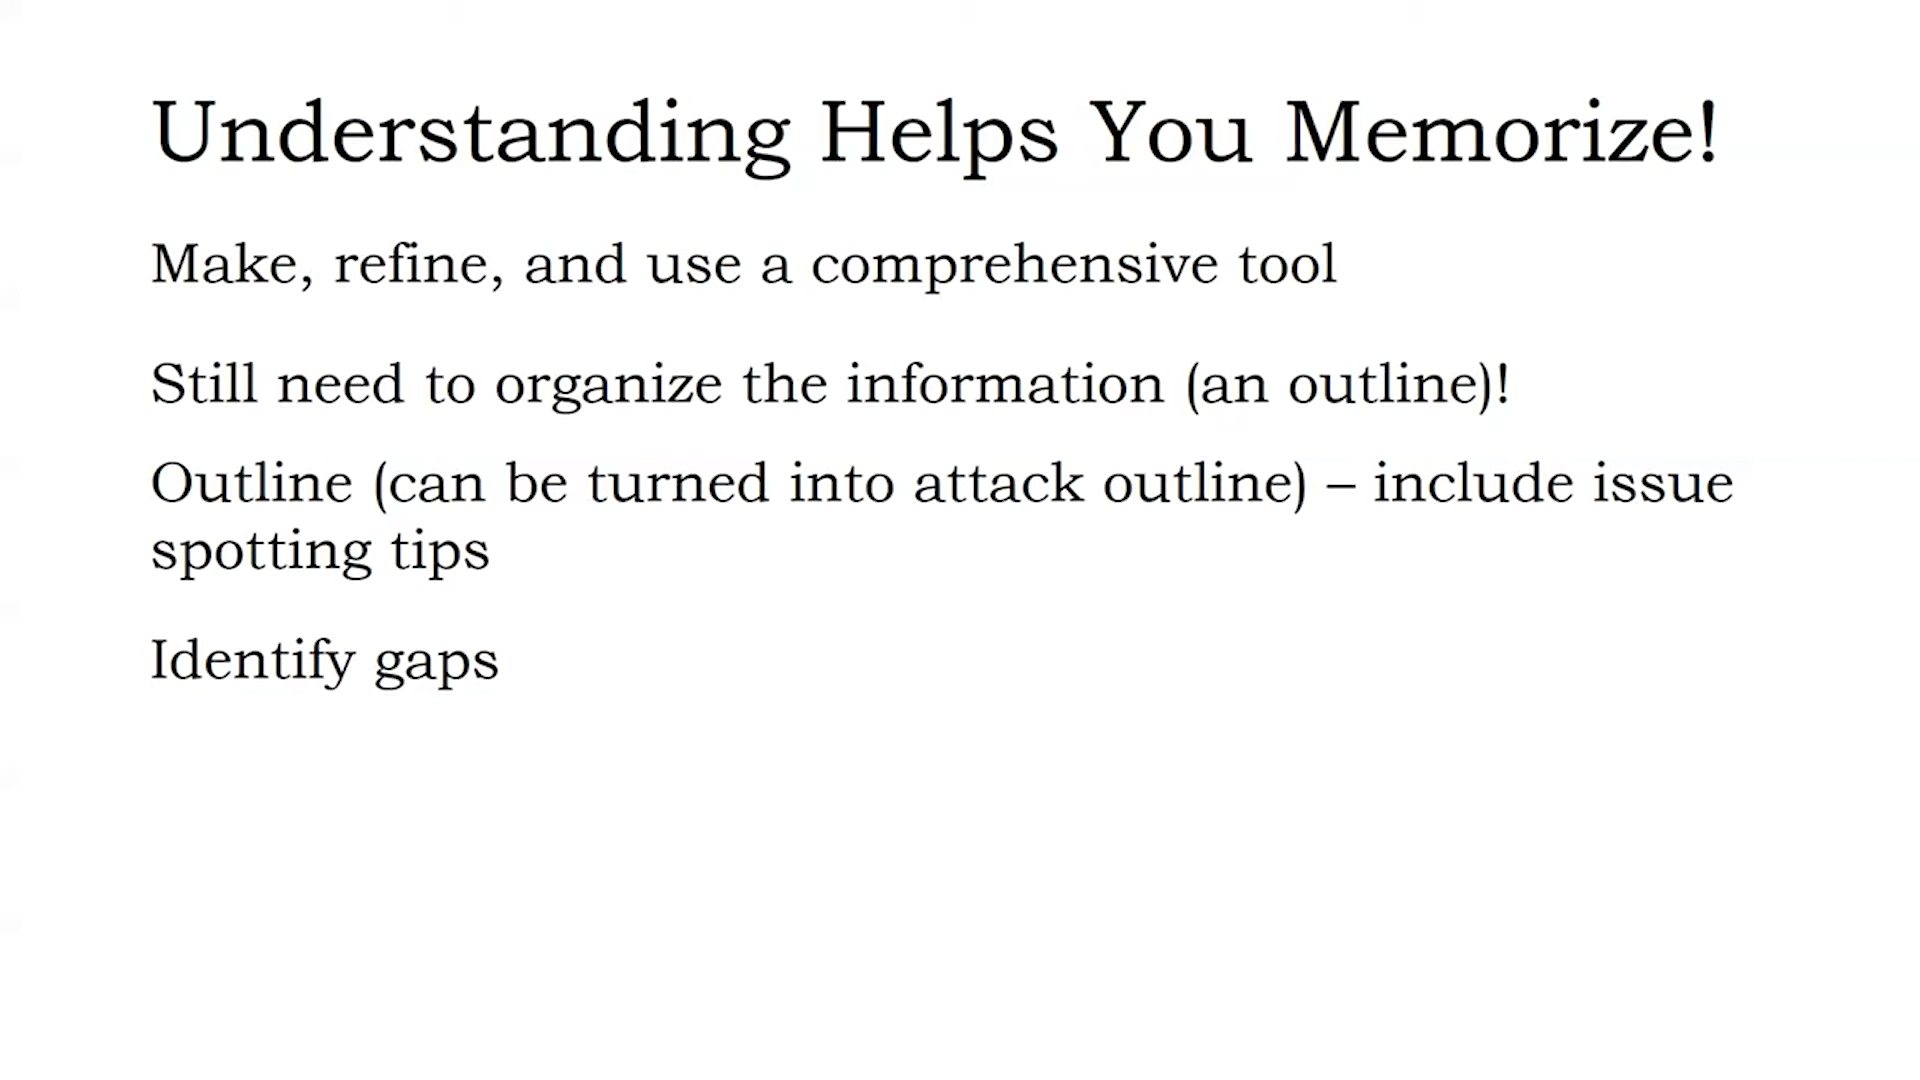 Understanding Helps You Memorize!
Make, refine, and use a comprehensive tool
Still need to organize the information (an outline)!
Outline (can be turned into attack outline) – include issue
spotting tips
Identify gaps